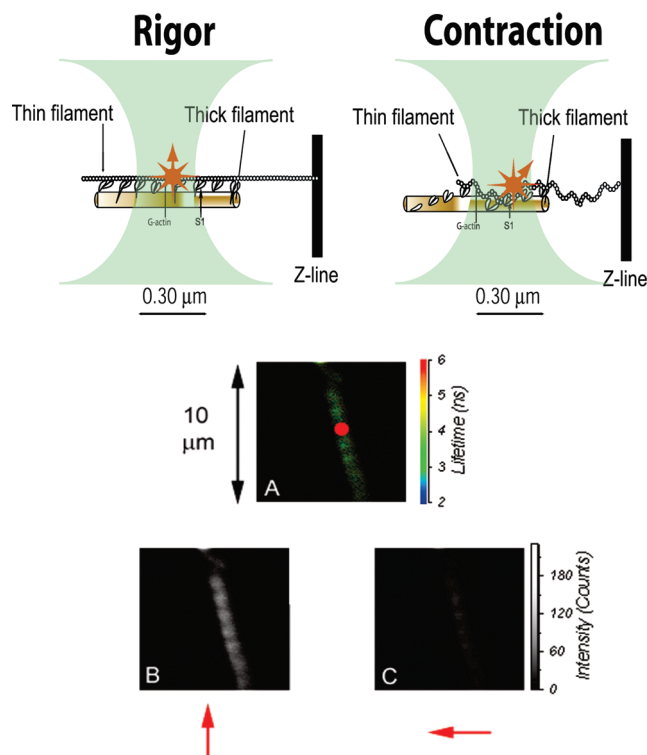 Rigor
Contraction
Thin filament
Thick filament
Thin filament
Thick filament
G-actin
S1
G-actin
S1
Z-line
Z-line
0.30 μm
0.30 μm
10
μm
A
6
5
4
3
2
Lifetime (ns)
B
C
180
120
60
0
Intensity (Counts)